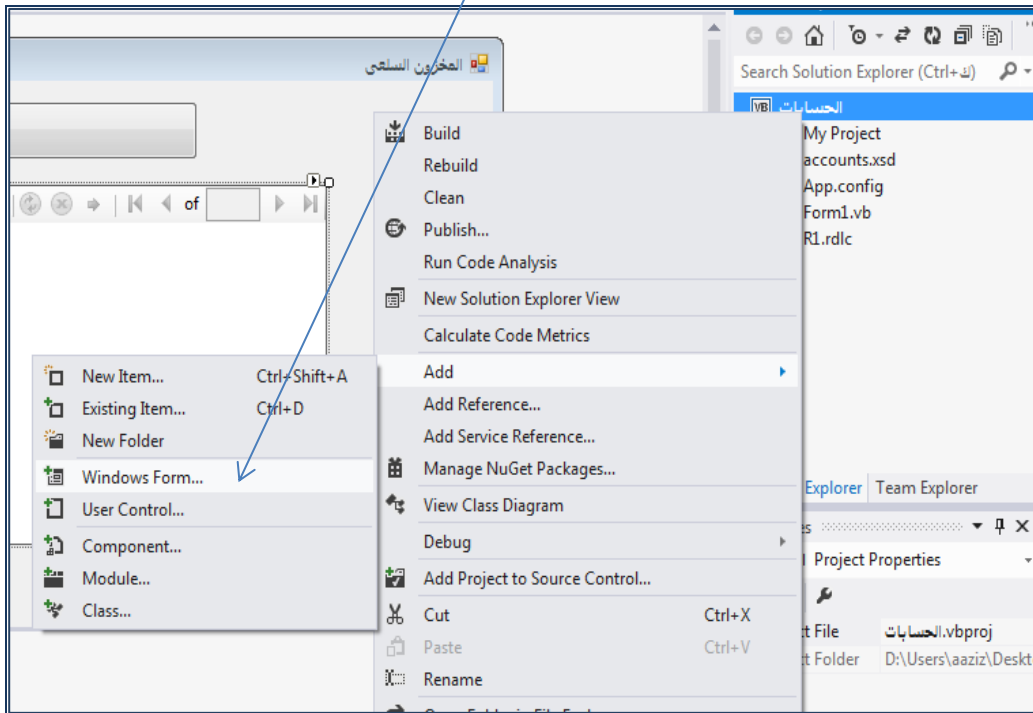 المخزون السلعى
of
Search Solution Explorer (Ctrl+ك)
الحسابات
VB
My Project
accounts.xsd
App.config
Form1.vb
R1.rdlc
Build
Rebuild
Clean
Publish...
Run Code Analysis
New Solution Explorer View
Calculate Code Metrics
Add
Add Reference...
Add Service Reference...
Manage NuGet Packages...
View Class Diagram
Debug
Add Project to Source Control...
Cut Ctrl+X
Paste Ctrl+V
Rename
New Item... Ctrl+Shift+A
Existing Item... Ctrl+D
New Folder
Windows Form...
User Control...
Component...
Module...
Class...
Explorer Team Explorer
Project Properties
File الحسابات.vbproj
Folder D:\Users\aaziz\Deskt